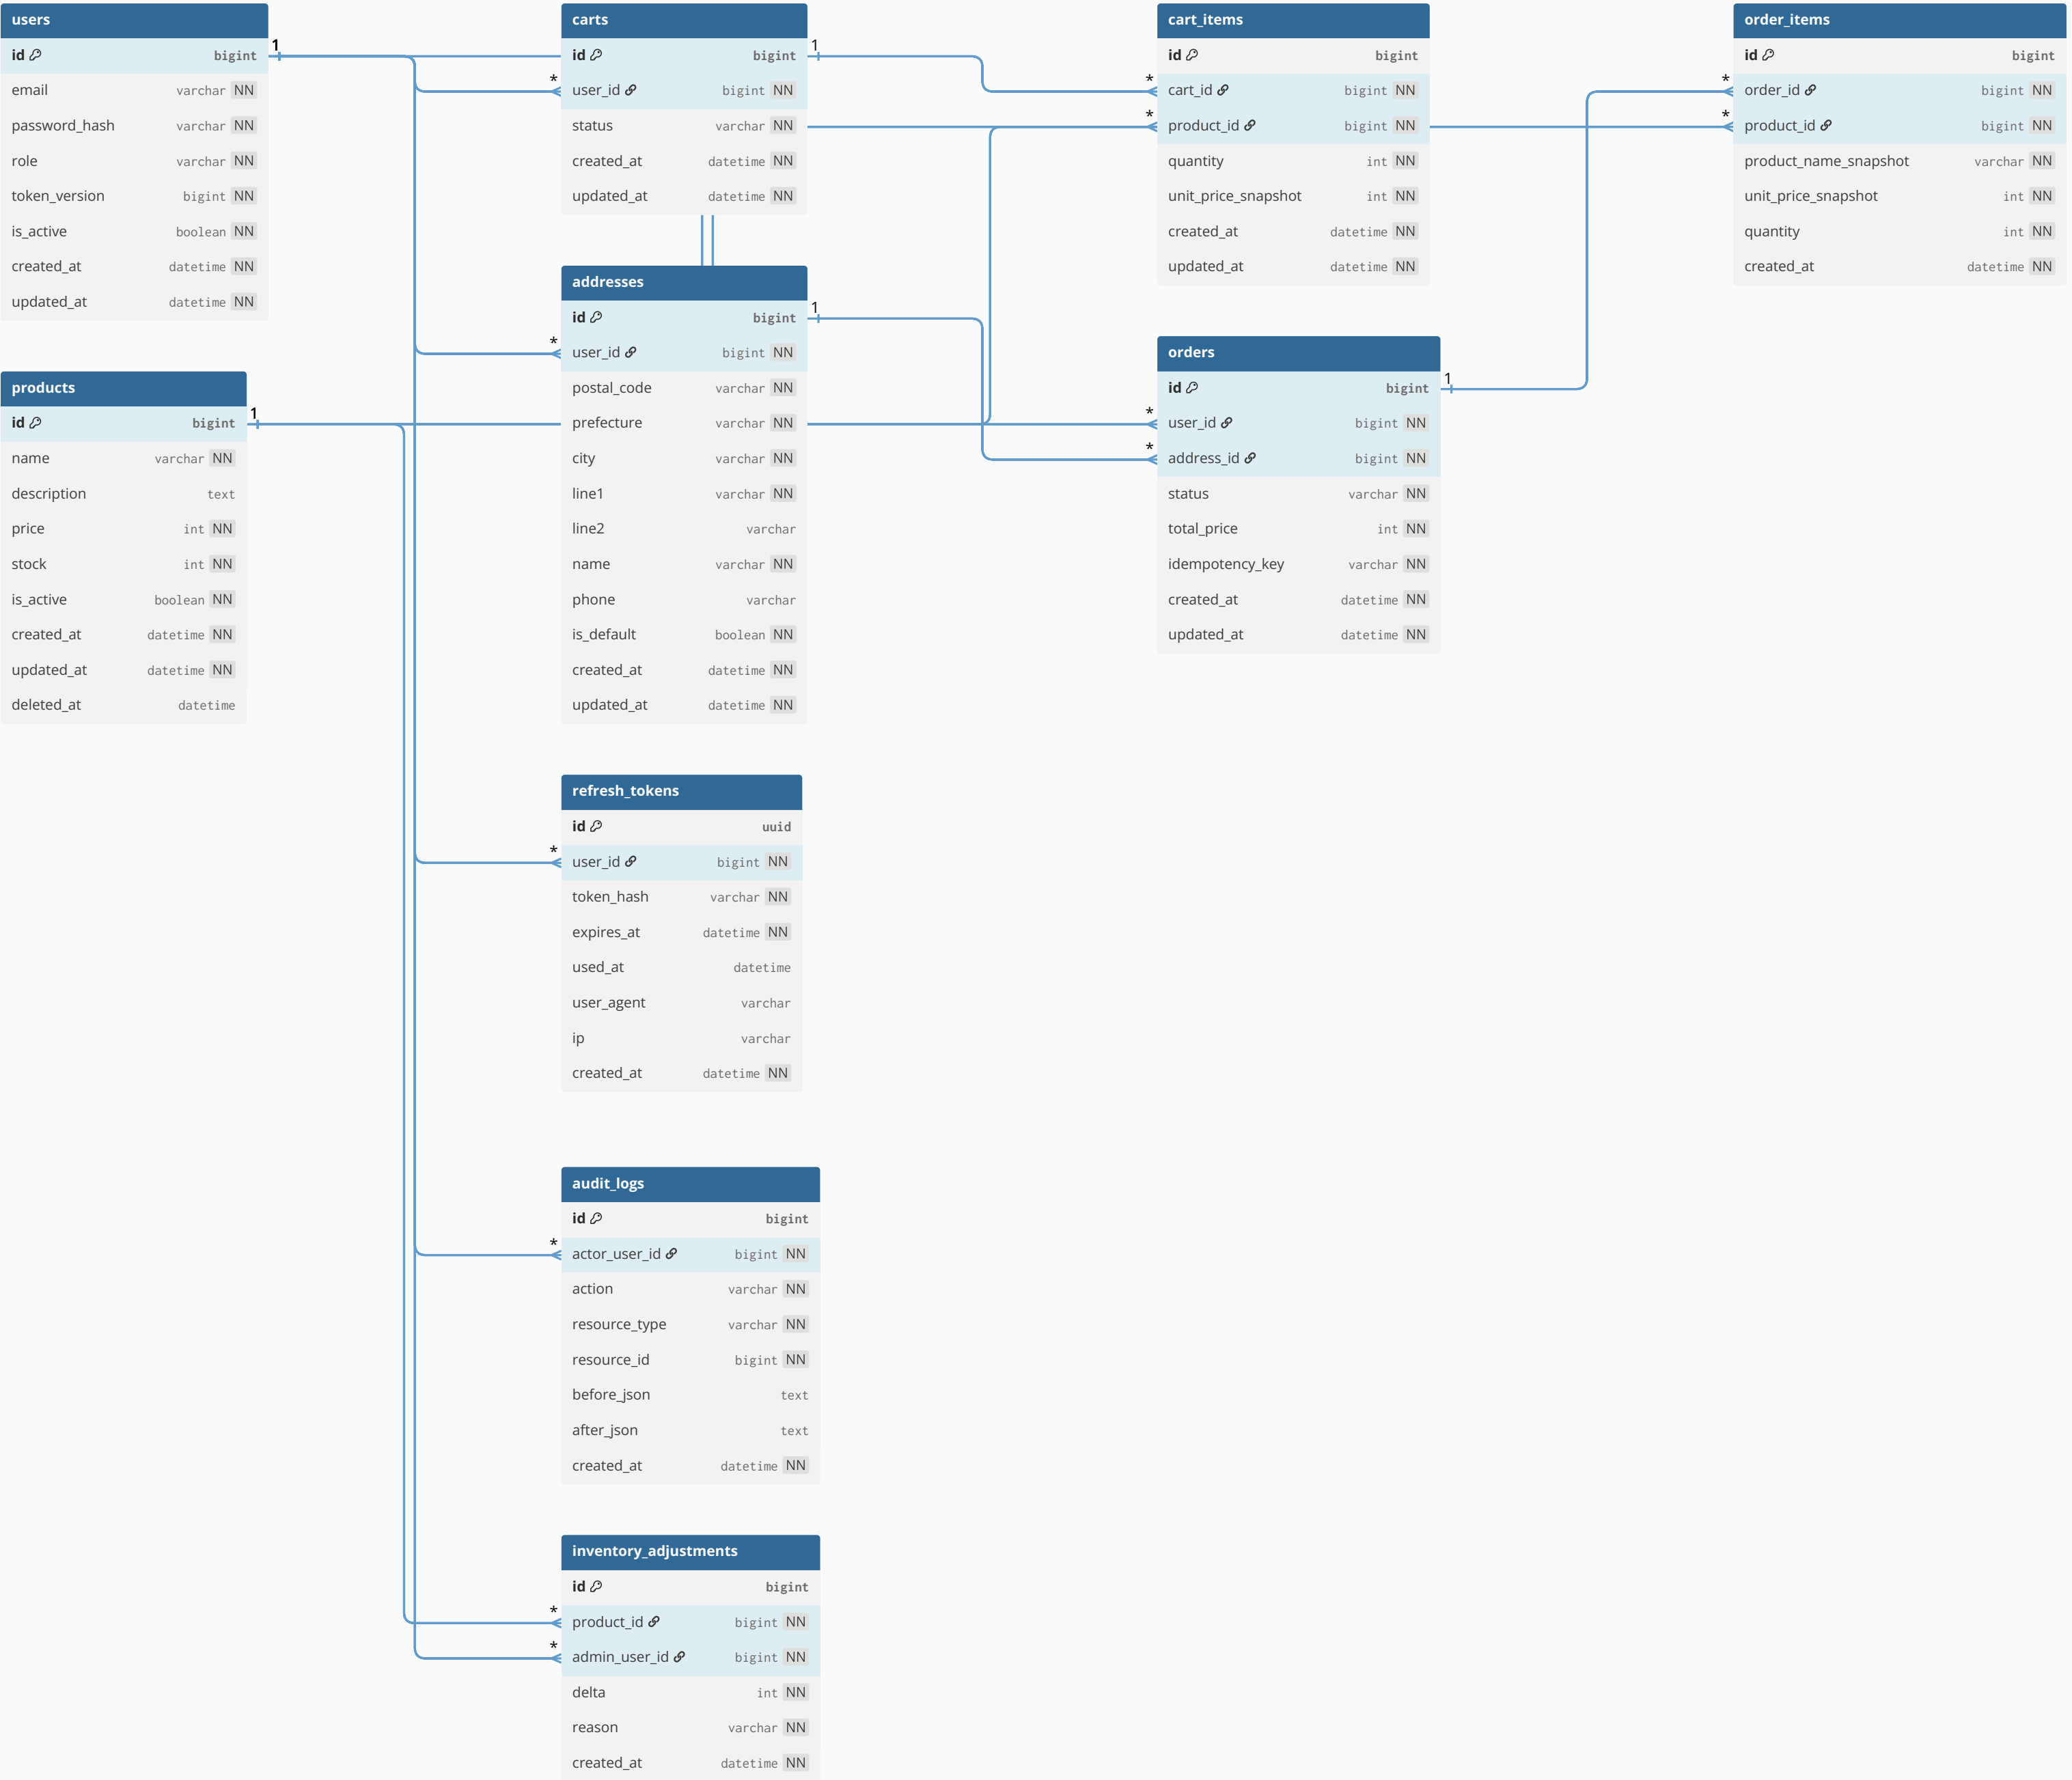 users
id bigint
email varchar NN
password_hash varchar NN
role varchar NN
token_version bigint NN
is_active boolean NN
created_at datetime NN
updated_at datetime NN
1
products
id bigint
name varchar NN
description text
price int NN
stock int NN
is_active boolean NN
created_at datetime NN
updated_at datetime NN
deleted_at datetime
1
carts
id bigint
* user_id bigint NN
status varchar NN
created_at datetime NN
updated_at datetime NN
1
addresses
id bigint
* user_id bigint NN
postal_code varchar NN
prefecture varchar NN
city varchar NN
line1 varchar NN
line2 varchar
name varchar NN
phone varchar
is_default boolean NN
created_at datetime NN
updated_at datetime NN
1
refresh_tokens
id uuid
* user_id bigint NN
token_hash varchar NN
expires_at datetime NN
used_at datetime
user_agent varchar
ip varchar
created_at datetime NN
audit_logs
id bigint
* actor_user_id bigint NN
action varchar NN
resource_type varchar NN
resource_id bigint NN
before_json text
after_json text
created_at datetime NN
inventory_adjustments
id bigint
* product_id bigint NN
* admin_user_id bigint NN
delta int NN
reason varchar NN
created_at datetime NN
cart_items
id bigint
* cart_id bigint NN
* product_id bigint NN
quantity int NN
unit_price_snapshot int NN
created_at datetime NN
updated_at datetime NN
orders
id bigint
* user_id bigint NN
* address_id bigint NN
status varchar NN
total_price int NN
idempotency_key varchar NN
created_at datetime NN
updated_at datetime NN
1
order_items
id bigint
* order_id bigint NN
* product_id bigint NN
product_name_snapshot varchar NN
unit_price_snapshot int NN
quantity int NN
created_at datetime NN